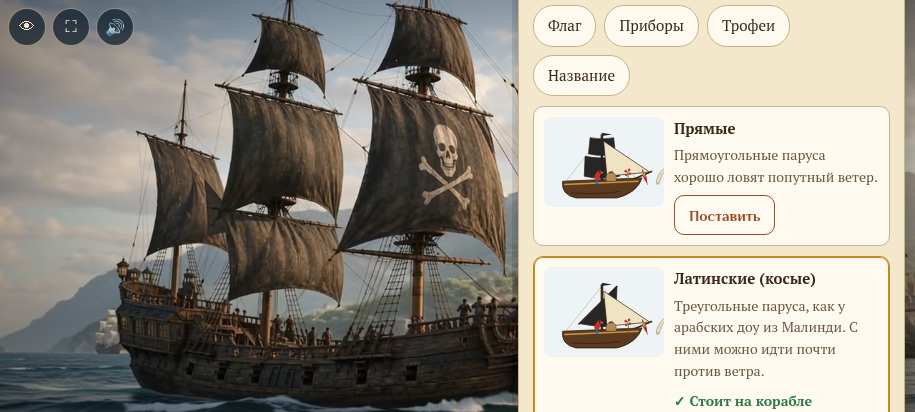 Флаг
Приборы
Трофеи
Название
Прямые
Прямоугольные паруса
хорошо ловят попутный ветер.
Поставить
Латинские (косые)
Треугольные паруса, как у
арабских доу из Малинди. С
ними можно идти почти
против ветра.
✓ Стоит на корабле